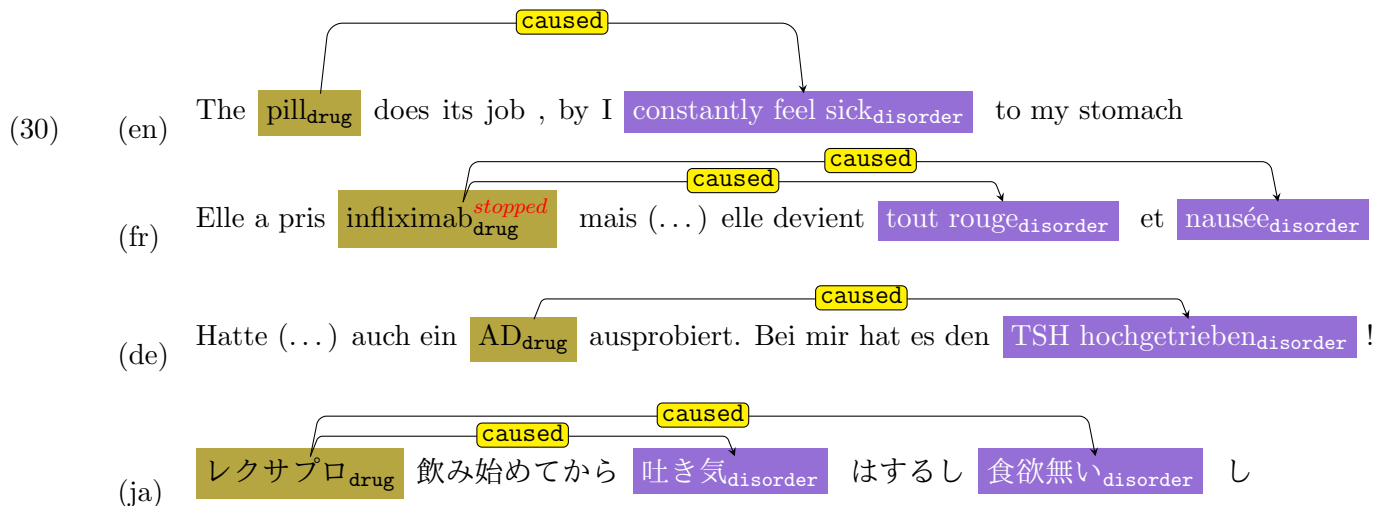 caused
(30) (en) The pill drug does its job , by I constantly feel sick disorder to my stomach
caused
caused
(fr) Elle a pris infliximab stopped drug mais (...) elle devient tout rouge disorder et nausée disorder
caused
(de) Hatte (...) auch ein AD drug ausprobiert. Bei mir hat es den TSH hochgetrieben disorder !
caused
caused
(ja) レクサプロ drug 飲み始めてから 吐き気 disorder はするし 食欲無い disorder し